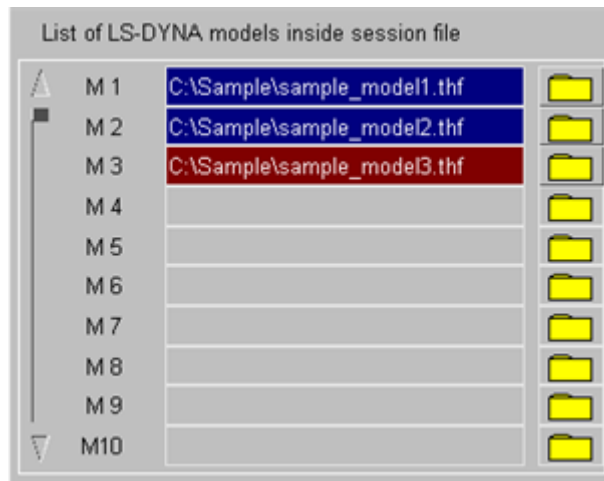 List of LS-DYNA models inside session file
M 1 C:\Sample\sample_model1.thf
M 2 C:\Sample\sample_model2.thf
M 3 C:\Sample\sample_model3.thf
M 4
M 5
M 6
M 7
M 8
M 9
M10